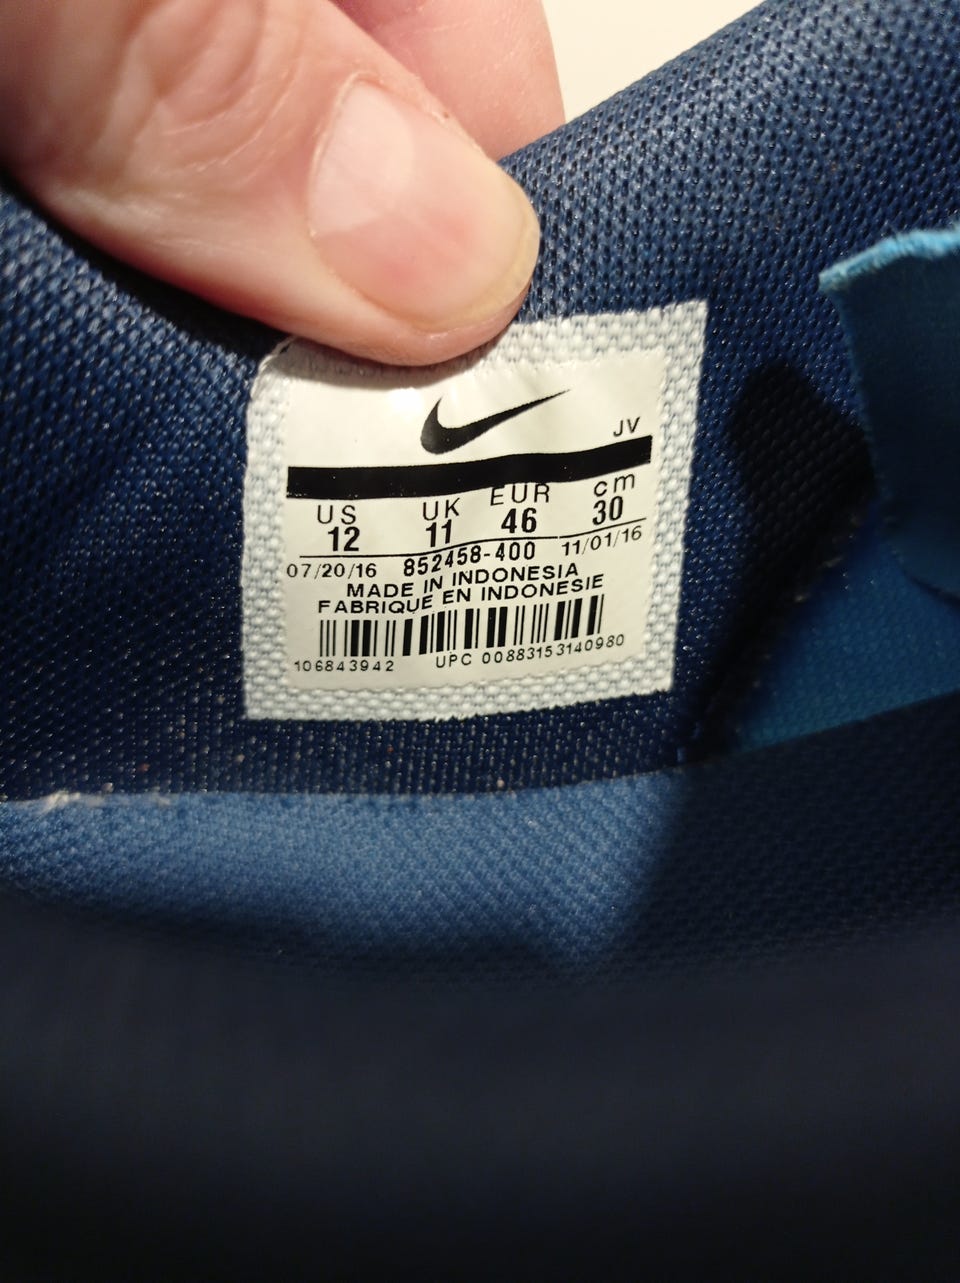 JV
US UK EUR cm
12 11 46 30
07/20/16 852458-400 11/01/16
MADE IN INDONESIA
FABRIQUE EN INDONESIE
106843942 UPC 00883153140980